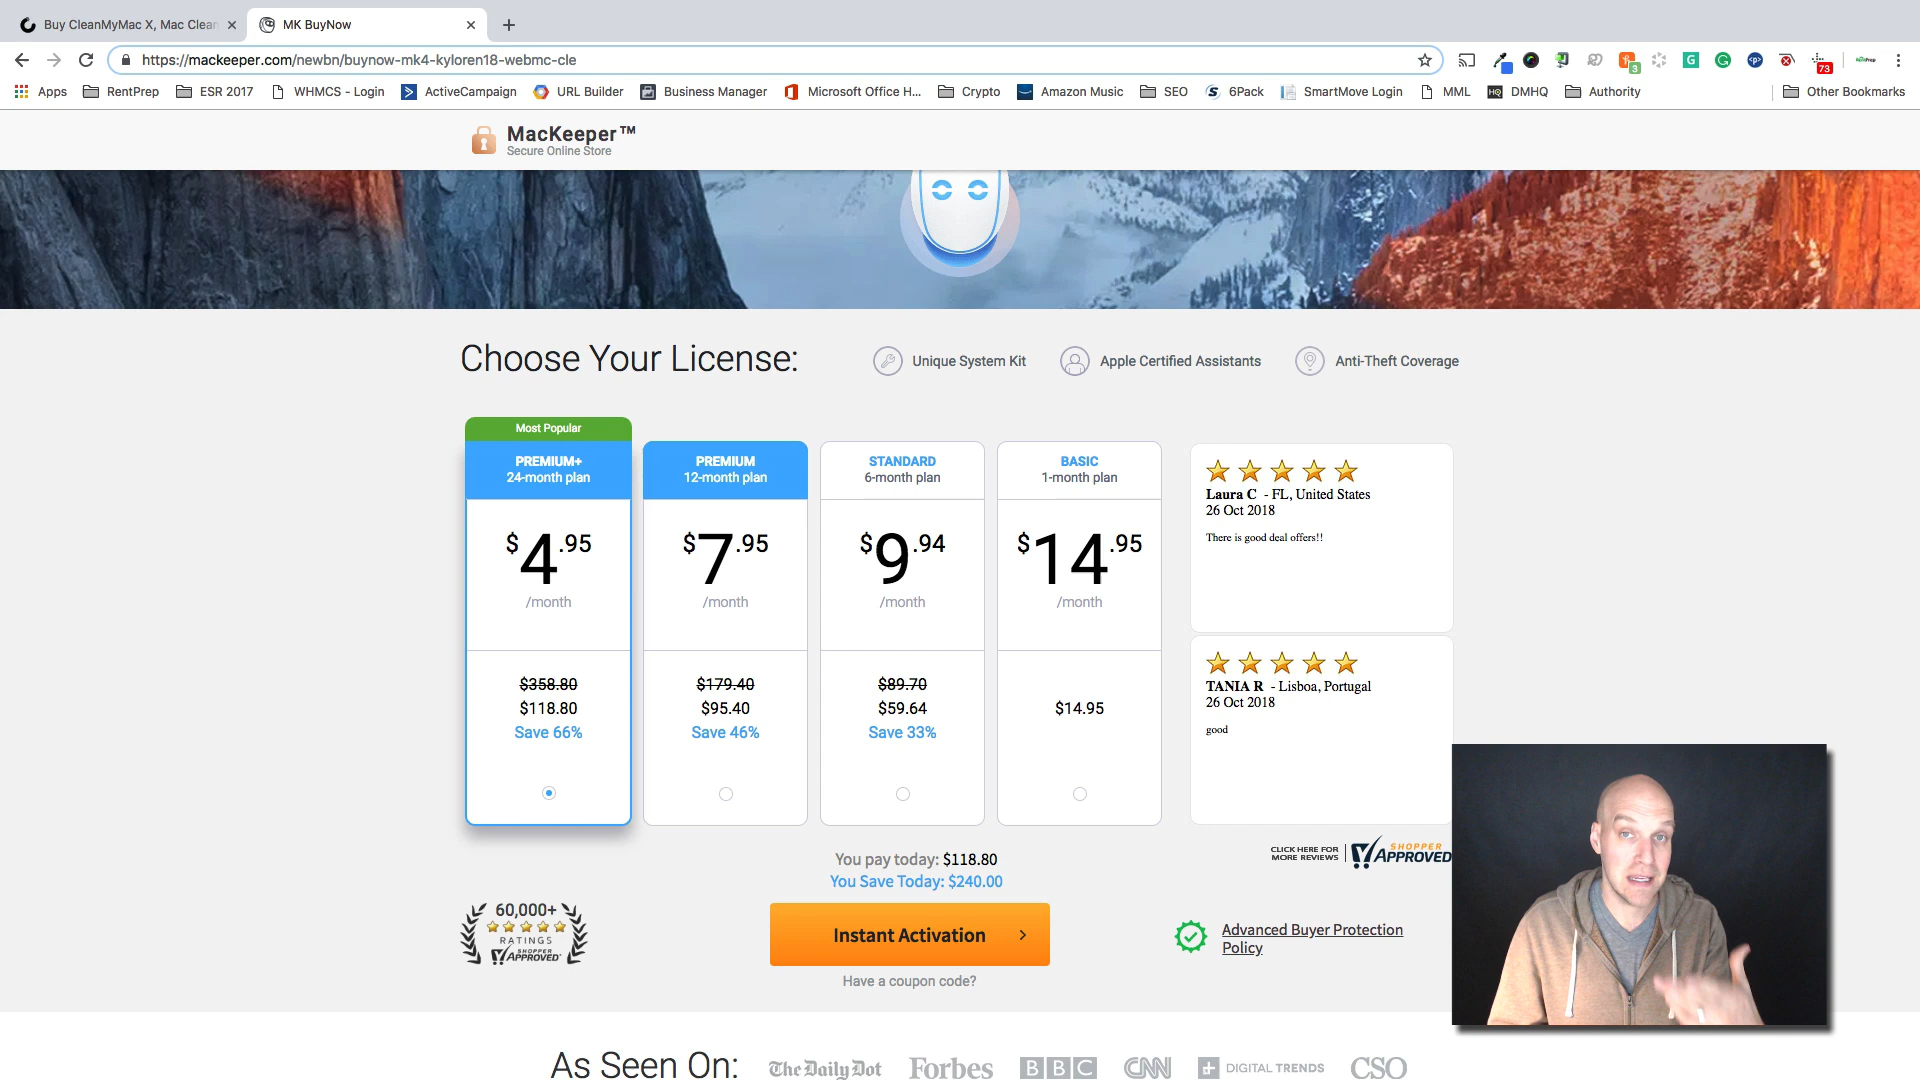 Buy CleanMyMac X, Mac Clean
MK BuyNow
https://mackeeper.com/newbn/buynow-mk4-kyloren18-webmc-cle
3
G
73
Apps
RentPrep
ESR 2017
WHMCS - Login
ActiveCampaign
URL Builder
Business Manager
Microsoft Office H...
Crypto
Amazon Music
SEO
6Pack
SmartMove Login
MML
HQ
DMHQ
Authority
Other Bookmarks
MacKeeper™
Secure Online Store
Choose Your License:
Unique System Kit
Apple Certified Assistants
Anti-Theft Coverage
Most Popular
PREMIUM+
24-month plan
$4.95
/month
$358.80
$118.80
Save 66%
PREMIUM
12-month plan
$7.95
/month
$179.40
$95.40
Save 46%
STANDARD
6-month plan
$9.94
/month
$89.70
$59.64
Save 33%
BASIC
1-month plan
$14.95
/month
$14.95
Laura C - FL, United States
26 Oct 2018
There is good deal offers!!
TANIA R - Lisboa, Portugal
26 Oct 2018
good
CLICK HERE FOR
MORE REVIEWS
SHOPPER
APPROVED
You pay today: $118.80
You Save Today: $240.00
60,000+
RATINGS
SHOPPER
APPROVED
Instant Activation
Have a coupon code?
Advanced Buyer Protection
Policy
As Seen On:
The Daily Dot
Forbes
BBC
CNN
DIGITAL TRENDS
CSO